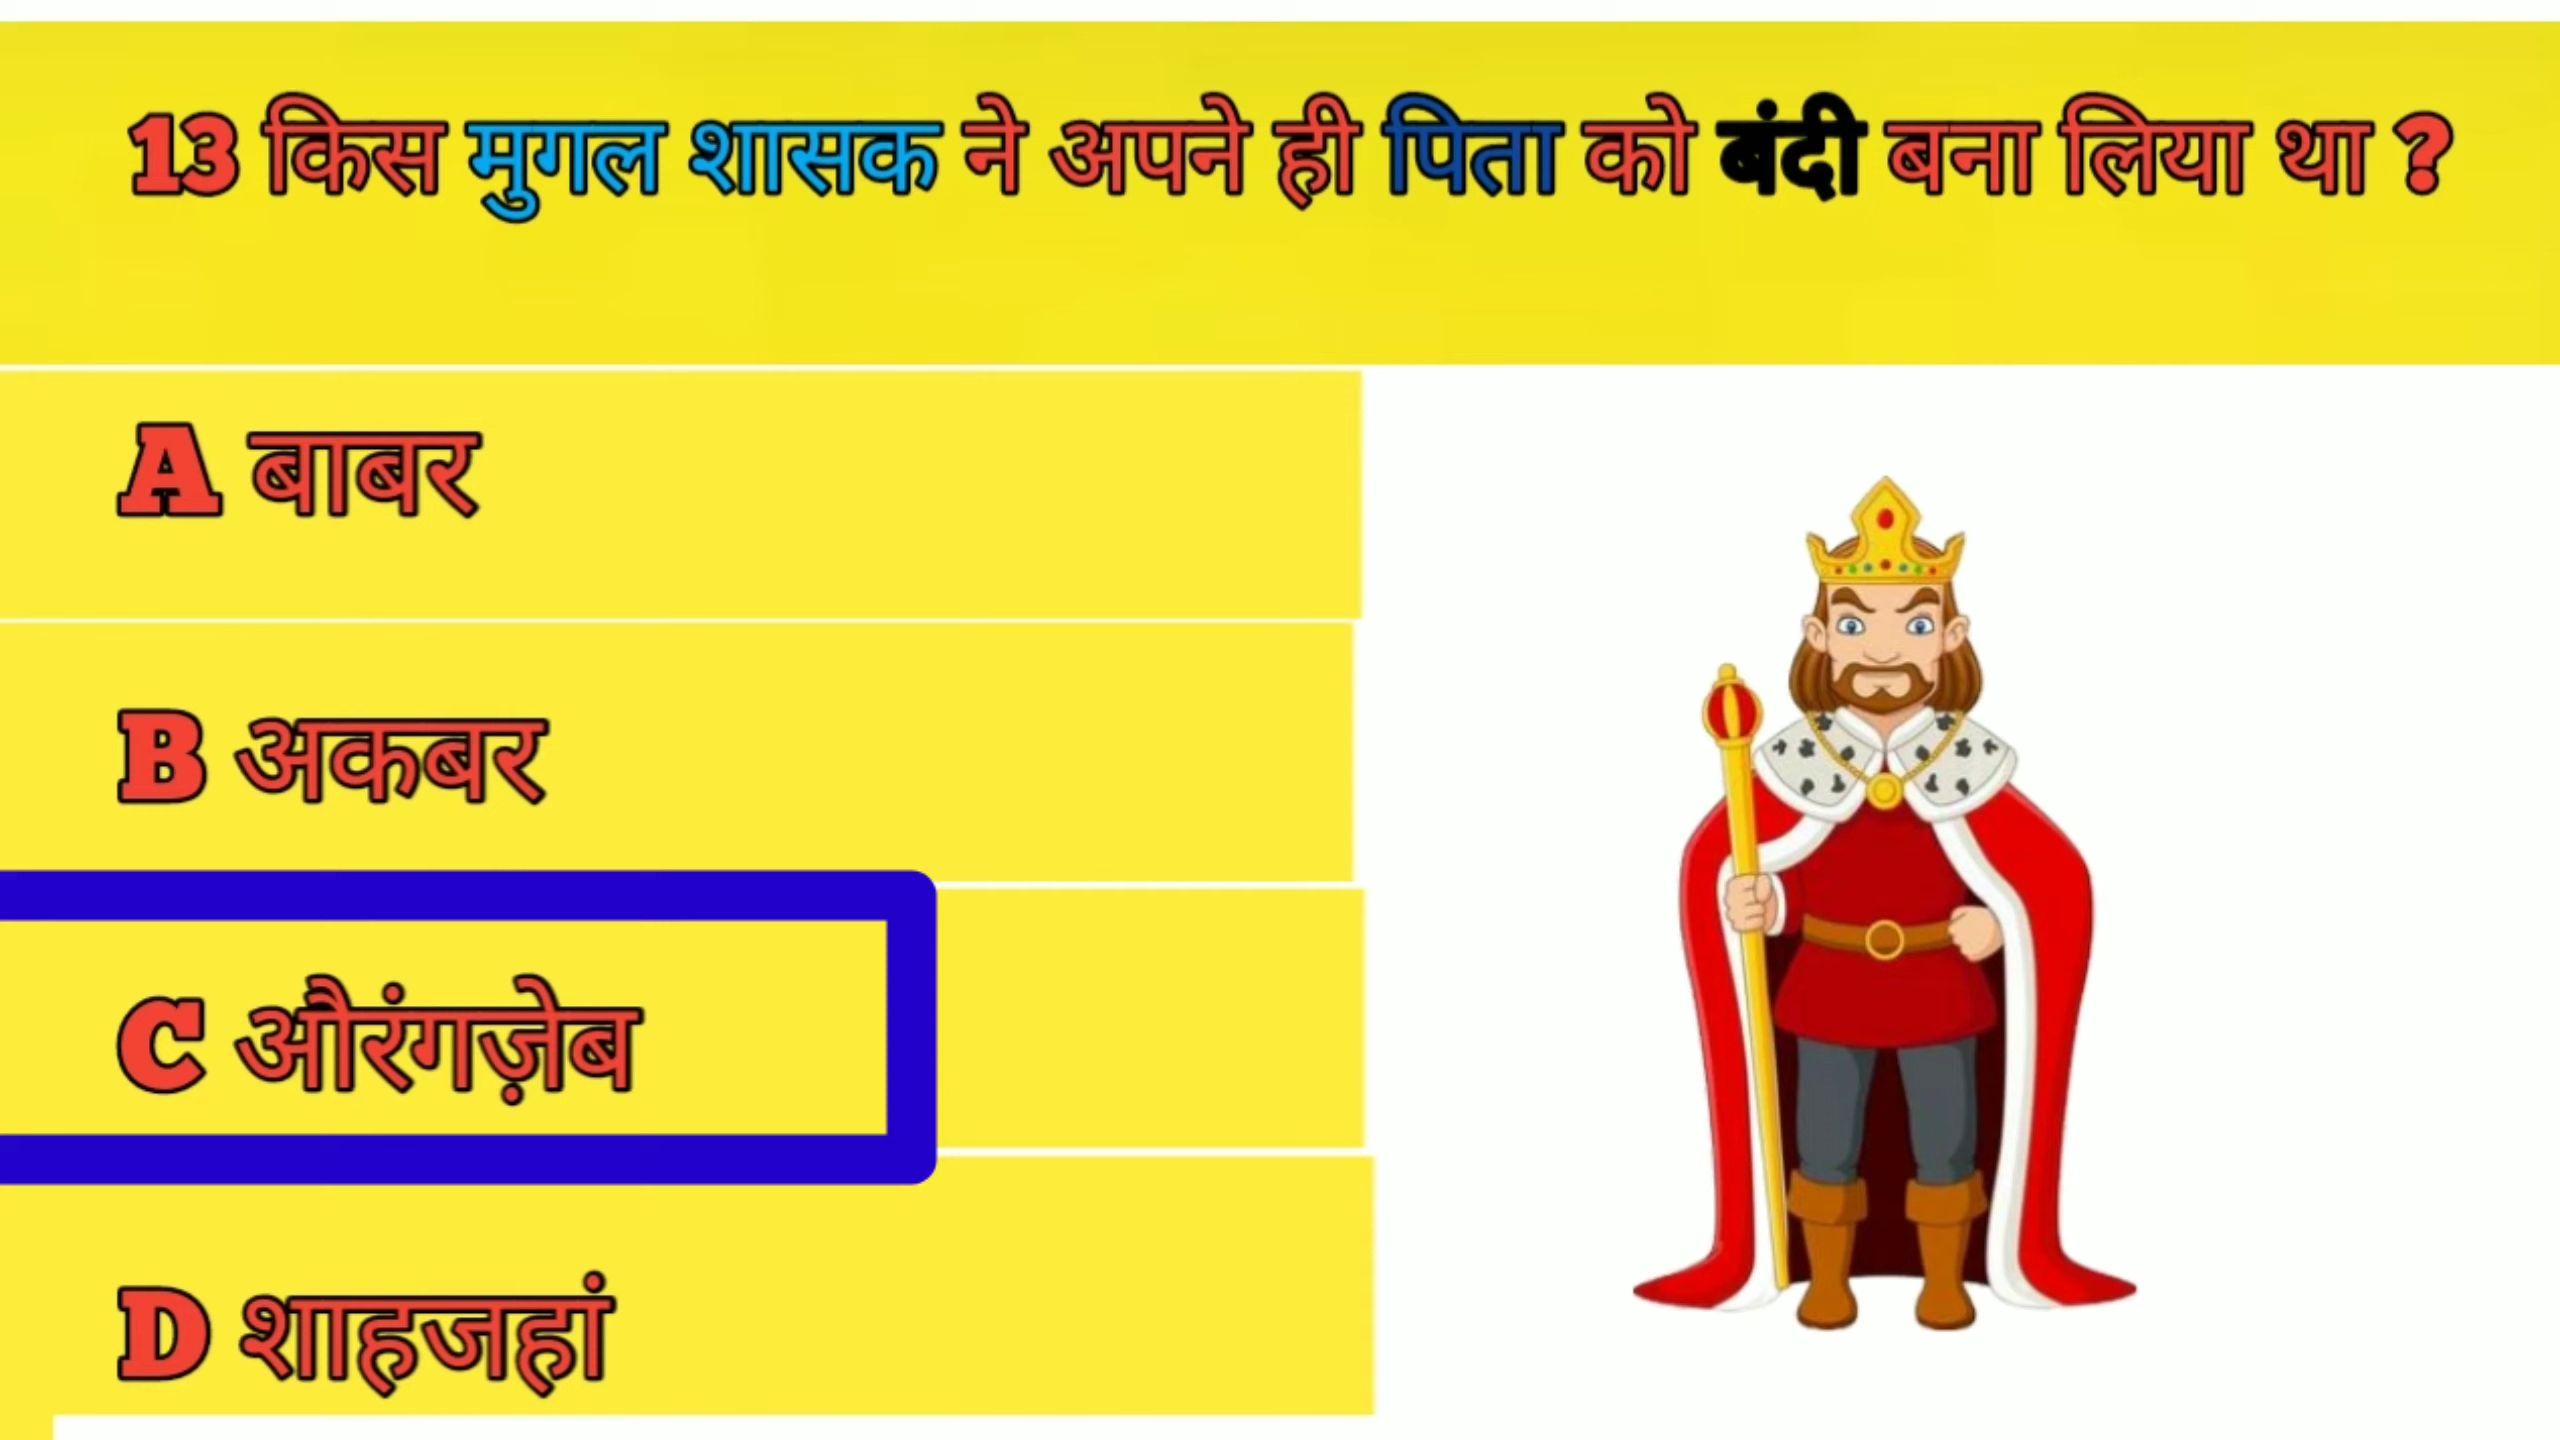 13 किस मुगल शासक ने अपने ही पिता को बंदी बना लिया था ?
A बाबर
B अकबर
C औरंगज़ेब
D शाहजहां